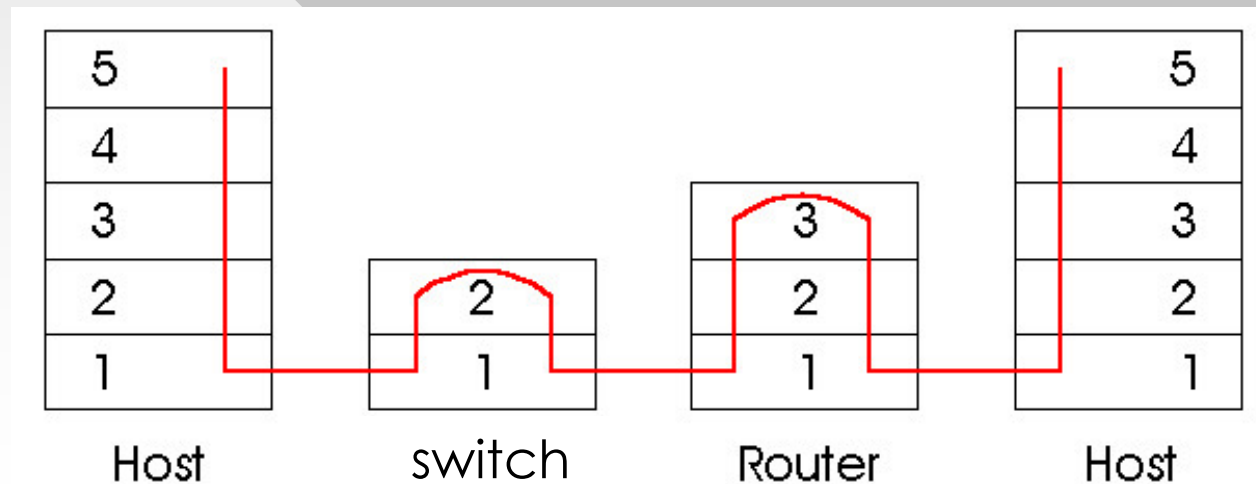 5 5
4 4
3 3 3
2 2 2 2
1 1 1 1
Host switch Router Host